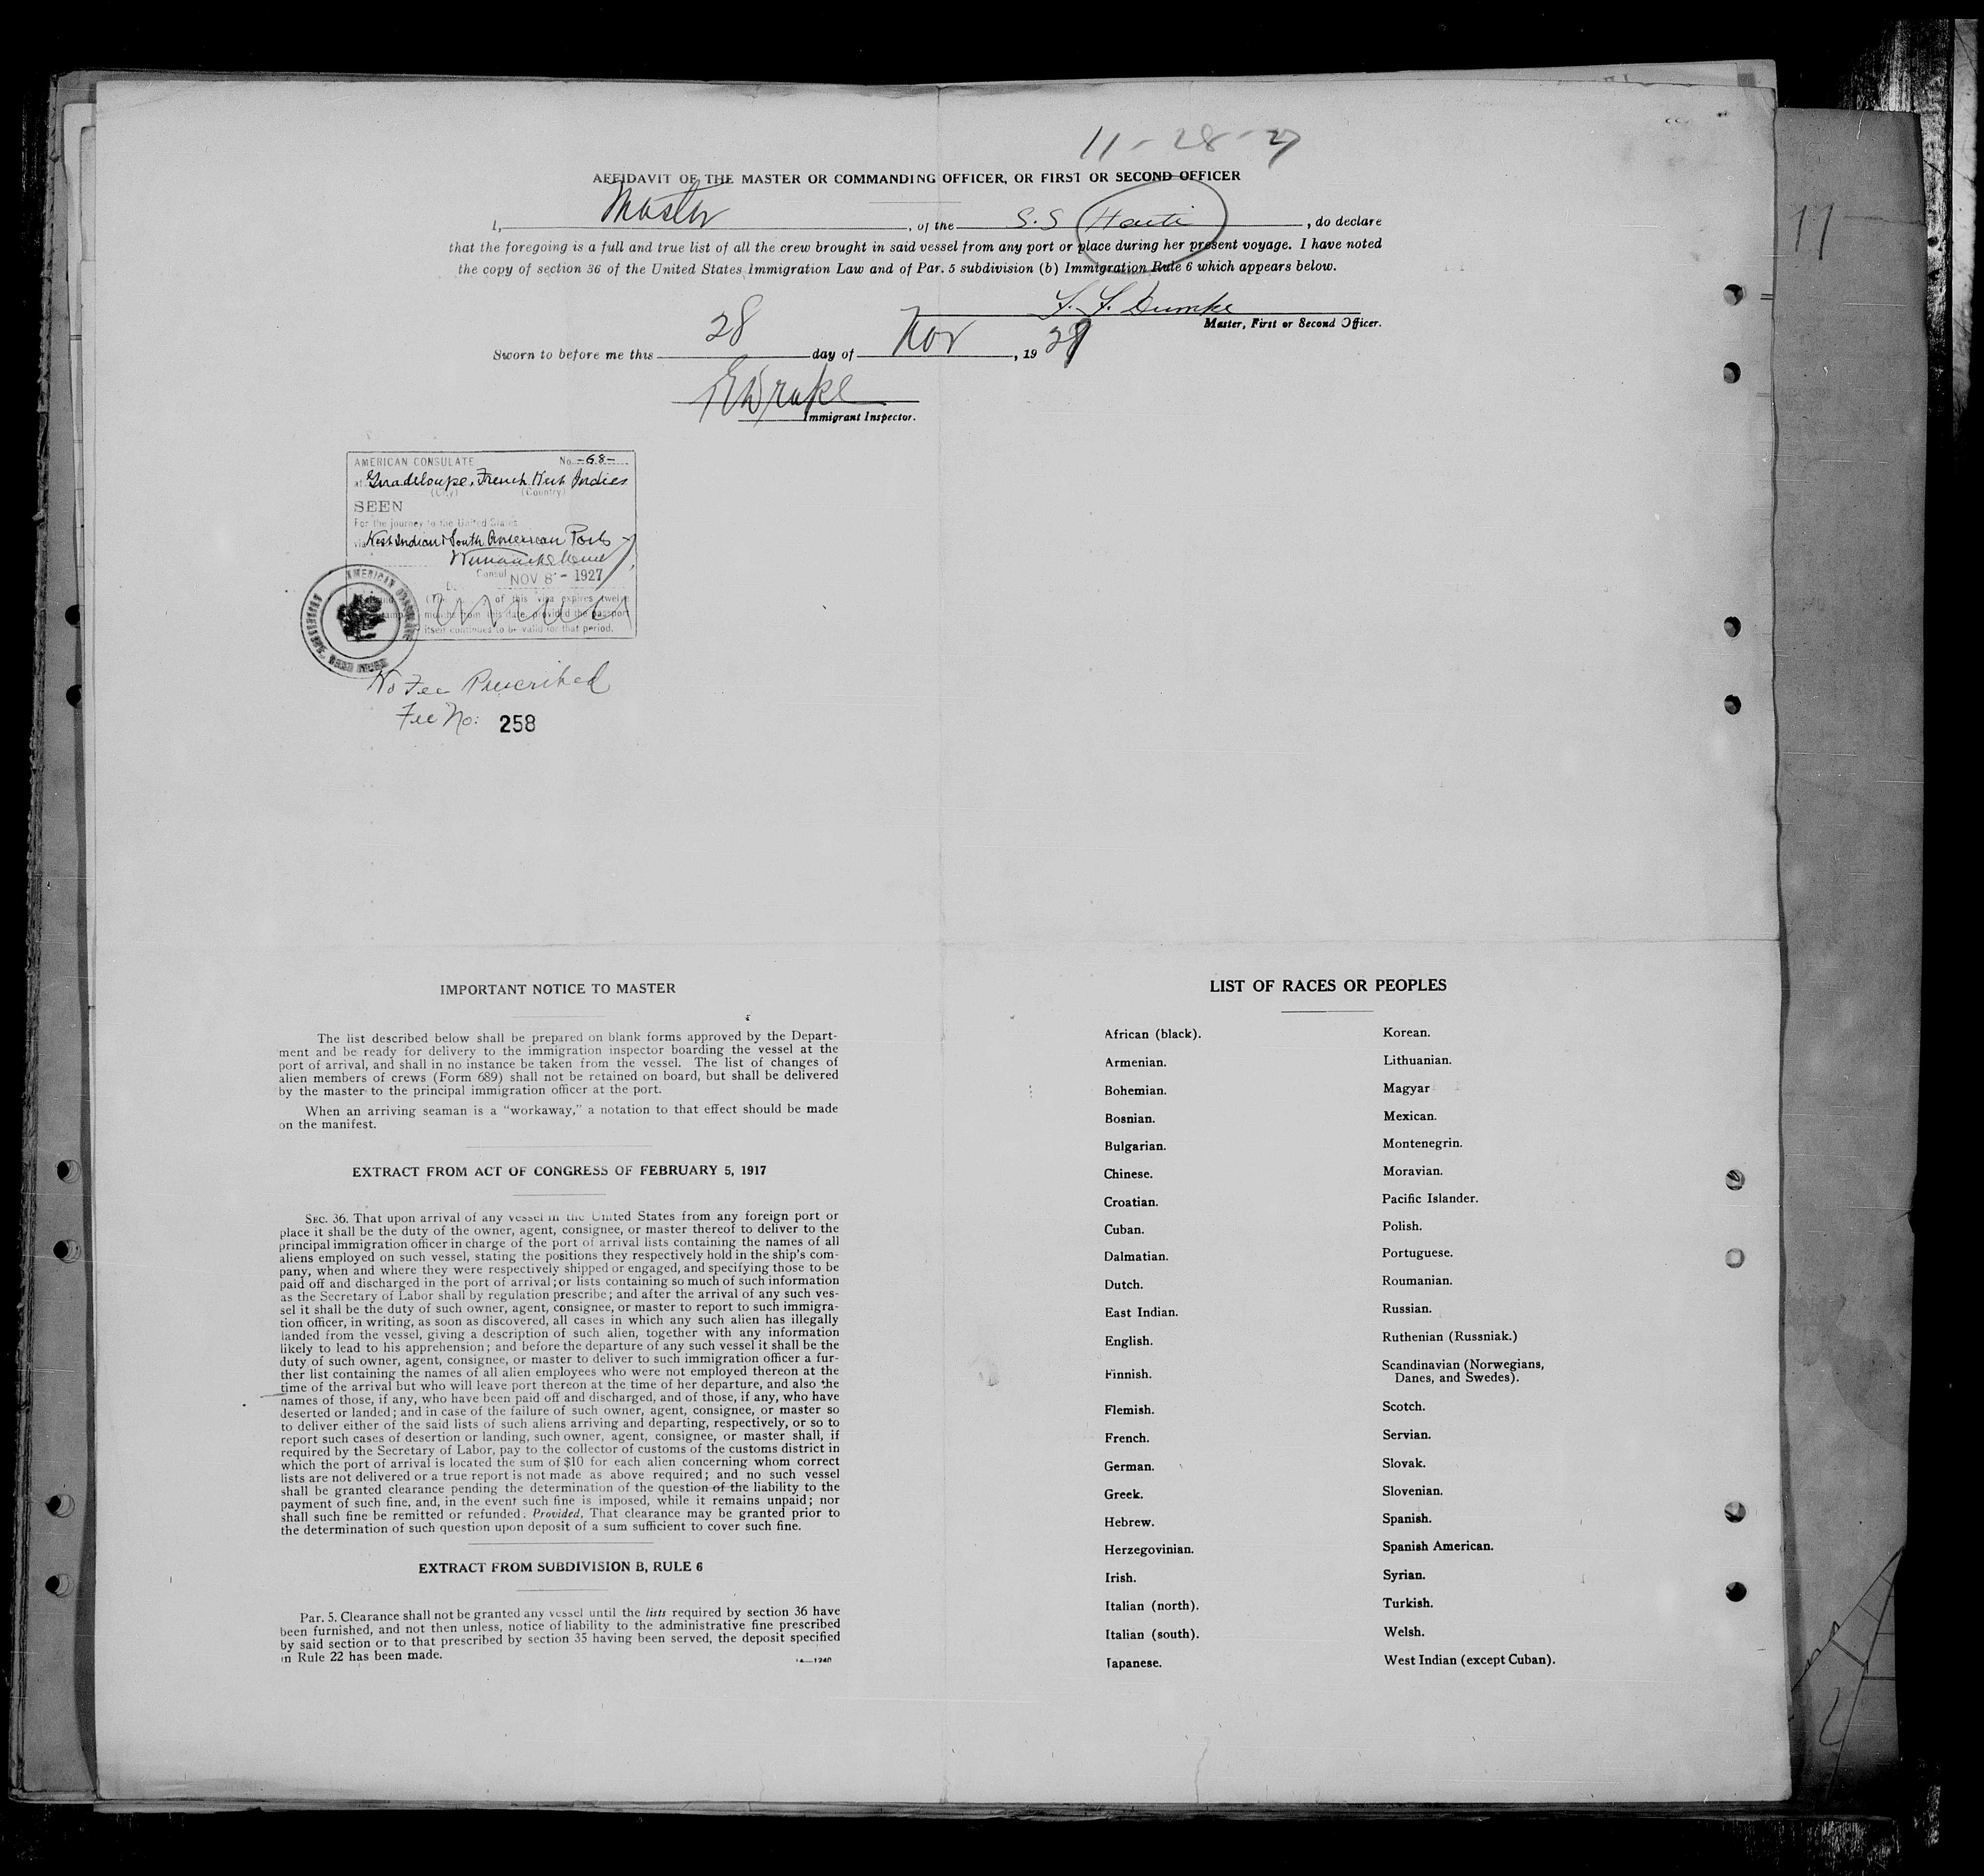 11-28-27
AFFIDAVIT OF THE MASTER OR COMMANDING OFFICER, OR FIRST OR SECOND OFFICER
I, Master, of the S.S Haiti, do declare
that the foregoing is a full and true list of all the crew brought in said vessel from any port or place during her present voyage. I have noted
the copy of section 36 of the United States Immigration Law and of Par. 5 subdivision (b) Immigration Rule 6 which appears below.
Master, First or Second Officer.
Sworn to before me this 28 day of Nov, 19
Drake
Immigrant Inspector.
11
AMERICAN CONSULATE No. -68-
at Guadeloupe, French West Indies
(City) (Country)
SEEN
For the journey to the United States
via West Indian & South American Ports
Consul
NOV 8 - 1927
of this visa expires twelve
months from this date, provided the passport
itself continues to be valid for that period.
No Fee Prescribed
Fee No: 258
IMPORTANT NOTICE TO MASTER
The list described below shall be prepared on blank forms approved by the Depart-
ment and be ready for delivery to the immigration inspector boarding the vessel at the
port of arrival, and shall in no instance be taken from the vessel. The list of changes of
alien members of crews (Form 689) shall not be retained on board, but shall be delivered
by the master to the principal immigration officer at the port.
When an arriving seaman is a "workaway," a notation to that effect should be made
on the manifest.
EXTRACT FROM ACT OF CONGRESS OF FEBRUARY 5, 1917
SEC. 36. That upon arrival of any vessel in the United States from any foreign port or
place it shall be the duty of the owner, agent, consignee, or master thereof to deliver to the
principal immigration officer in charge of the port of arrival lists containing the names of all
aliens employed on such vessel, stating the positions they respectively hold in the ship's com-
pany, when and where they were respectively shipped or engaged, and specifying those to be
paid off and discharged in the port of arrival; or lists containing so much of such information
as the Secretary of Labor shall by regulation prescribe; and after the arrival of any such ves-
sel it shall be the duty of such owner, agent, consignee, or master to report to such immigra-
tion officer, in writing, as soon as discovered, all cases in which any such alien has illegally
landed from the vessel, giving a description of such alien, together with any information
likely to lead to his apprehension; and before the departure of any such vessel it shall be the
duty of such owner, agent, consignee, or master to deliver to such immigration officer a fur-
ther list containing the names of all alien employees who were not employed thereon at the
time of the arrival but who will leave port thereon at the time of her departure, and also the
names of those, if any, who have been paid off and discharged, and of those, if any, who have
deserted or landed; and in case of the failure of such owner, agent, consignee, or master so
to deliver either of the said lists of such aliens arriving and departing, respectively, or so to
report such cases of desertion or landing, such owner, agent, consignee, or master shall, if
required by the Secretary of Labor, pay to the collector of customs of the customs district in
which the port of arrival is located the sum of $10 for each alien concerning whom correct
lists are not delivered or a true report is not made as above required; and no such vessel
shall be granted clearance pending the determination of the question of the liability to the
payment of such fine, and, in the event such fine is imposed, while it remains unpaid; nor
shall such fine be remitted or refunded. Provided, That clearance may be granted prior to
the determination of such question upon deposit of a sum sufficient to cover such fine.
EXTRACT FROM SUBDIVISION B, RULE 6
Par. 5. Clearance shall not be granted any vessel until the lists required by section 36 have
been furnished, and not then unless, notice of liability to the administrative fine prescribed
by said section or to that prescribed by section 35 having been served, the deposit specified
in Rule 22 has been made.
LIST OF RACES OR PEOPLES
African (black).
Armenian.
Bohemian.
Bosnian.
Bulgarian.
Chinese.
Croatian.
Cuban.
Dalmatian.
Dutch.
East Indian.
English.
Finnish.
Flemish.
French.
German.
Greek.
Hebrew.
Herzegovinian.
Irish.
Italian (north).
Italian (south).
Japanese.
Korean.
Lithuanian.
Magyar
Mexican.
Montenegrin.
Moravian.
Pacific Islander.
Polish.
Portuguese.
Roumanian.
Russian.
Ruthenian (Russniak.)
Scandinavian (Norwegians,
Danes, and Swedes).
Scotch.
Servian.
Slovak.
Slovenian.
Spanish.
Spanish American.
Syrian.
Turkish.
Welsh.
West Indian (except Cuban).